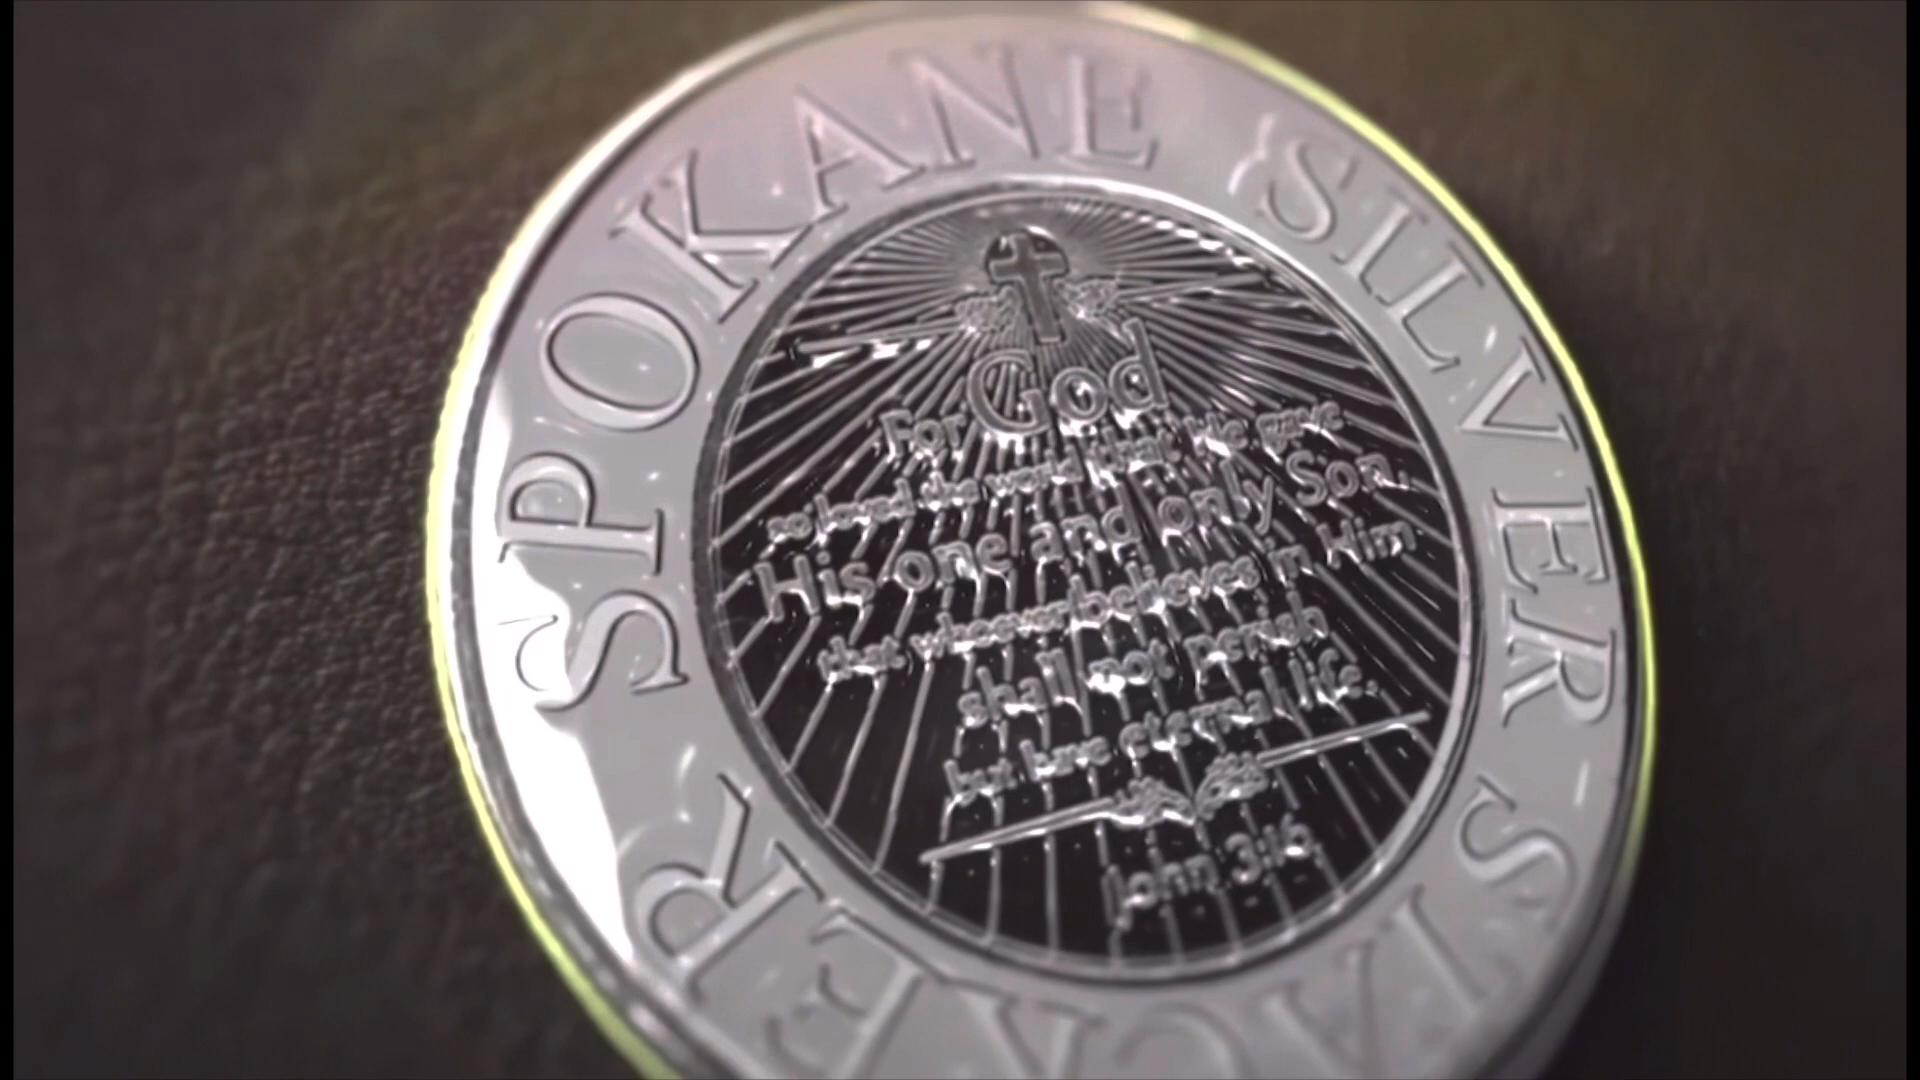 SPOKANE SILVER STACKER
For God
so loved the world that He gave
His one and only Son,
that whoever believes in Him
shall not perish
but have eternal life.
John 3:16